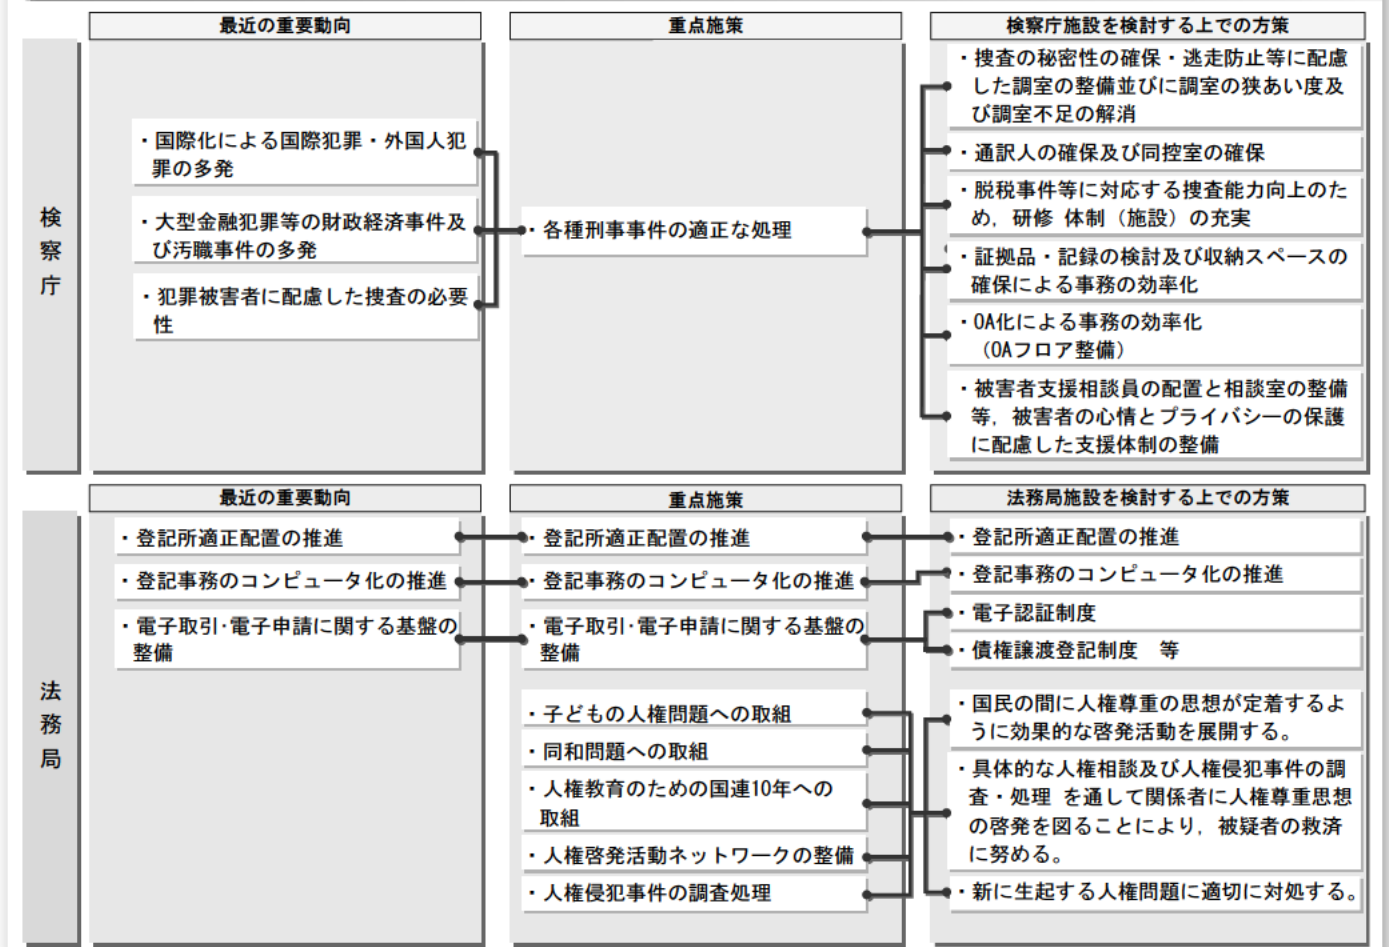 最近の重要動向
重点施策
検察庁施設を検討する上での方策
検察庁
・国際化による国際犯罪・外国人犯
罪の多発
・大型金融犯罪等の財政経済事件及
び汚職事件の多発
・犯罪被害者に配慮した捜査の必要
性
・各種刑事事件の適正な処理
・捜査の秘密性の確保・逃走防止等に配慮
した調室の整備並びに調室の狭あい度及
び調室不足の解消
・通訳人の確保及び同控室の確保
・脱税事件等に対応する捜査能力向上のた
め，研修 体制（施設）の充実
・証拠品・記録の検討及び収納スペースの
確保による事務の効率化
・OA化による事務の効率化
（OAフロア整備）
・被害者支援相談員の配置と相談室の整備
等，被害者の心情とプライバシーの保護
に配慮した支援体制の整備
最近の重要動向
重点施策
法務局施設を検討する上での方策
法務局
・登記所適正配置の推進
・登記事務のコンピュータ化の推進
・電子取引･電子申請に関する基盤の
整備
・登記所適正配置の推進
・登記事務のコンピュータ化の推進
・電子取引･電子申請に関する基盤の
整備
・子どもの人権問題への取組
・同和問題への取組
・人権教育のための国連10年への
取組
・人権啓発活動ネットワークの整備
・人権侵犯事件の調査処理
・登記所適正配置の推進
・登記事務のコンピュータ化の推進
・電子認証制度
・債権譲渡登記制度　等
・国民の間に人権尊重の思想が定着するよ
うに効果的な啓発活動を展開する。
・具体的な人権相談及び人権侵犯事件の調
査・処理 を通して関係者に人権尊重思想
の啓発を図ることにより，被疑者の救済
に努める。
・新に生起する人権問題に適切に対処する。